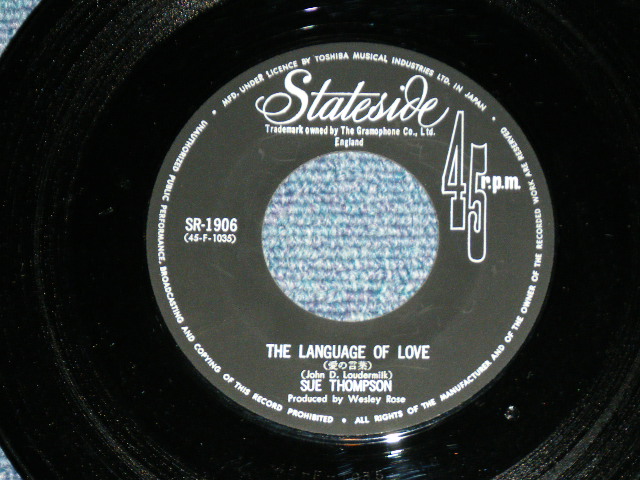 MFD. UNDER LICENCE BY TOSHIBA MUSICAL INDUSTRIES LTD. IN JAPAN • UNAUTHORIZED PUBLIC PERFORMANCE, BROADCASTING AND COPYING OF THIS RECORD PROHIBITED • ALL RIGHTS OF THE MANUFACTURER AND OF THE OWNER OF THE RECORDED WORK ARE RESERVED •
Stateside
Trademark owned by The Gramophone Co., Ltd.
England
45 r.p.m.
SR-1906
(45-F-1035)
THE LANGUAGE OF LOVE
(愛の言葉)
(John D. Loudermilk)
SUE THOMPSON
Produced by Wesley Rose